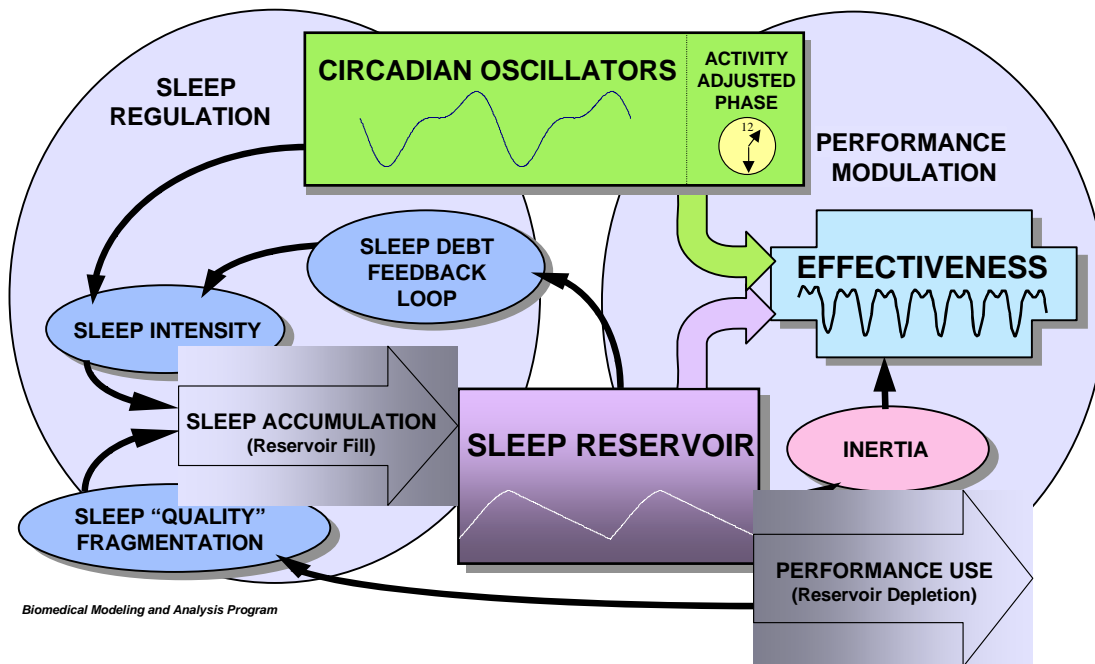 CIRCADIAN OSCILLATORS
ACTIVITY
ADJUSTED
PHASE
12
SLEEP
REGULATION
PERFORMANCE
MODULATION
SLEEP DEBT
FEEDBACK
LOOP
EFFECTIVENESS
SLEEP INTENSITY
SLEEP ACCUMULATION
(Reservoir Fill)
SLEEP RESERVOIR
INERTIA
SLEEP “QUALITY”
FRAGMENTATION
PERFORMANCE USE
(Reservoir Depletion)
Biomedical Modeling and Analysis Program